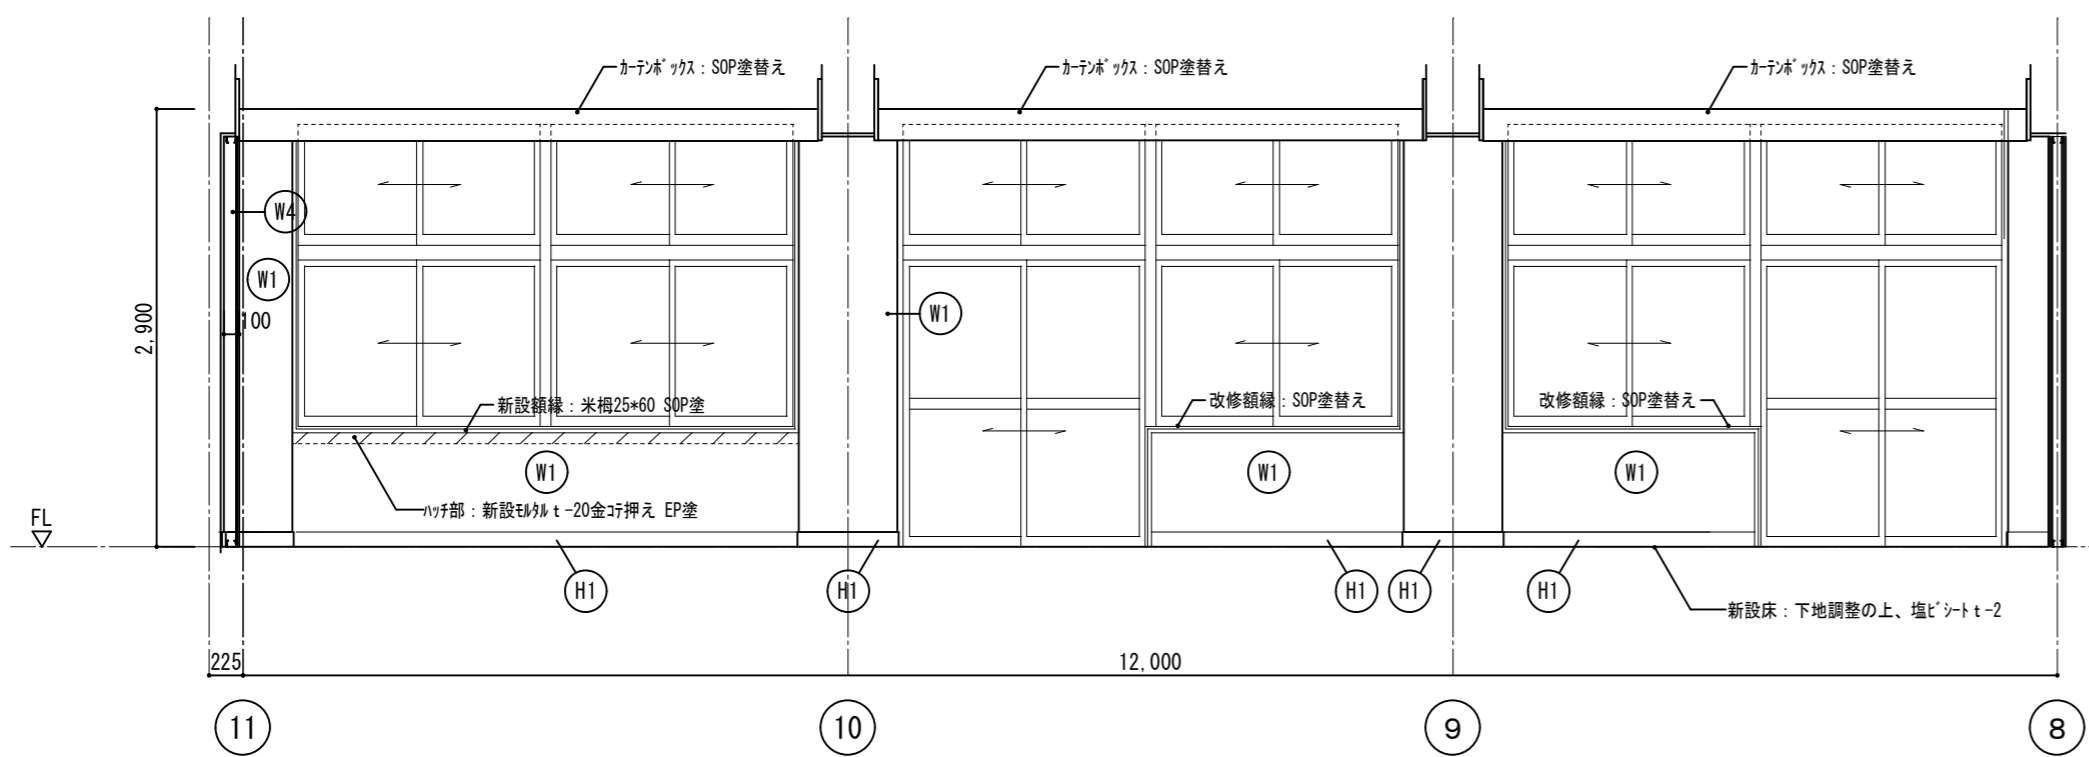 カーテンボックス：SOP塗替え
カーテンボックス：SOP塗替え
カーテンボックス：SOP塗替え
W4
W1
100
2,900
W1
新設額縁：米栂25*60 SOP塗
改修額縁：SOP塗替え
改修額縁：SOP塗替え
W1
W1
W1
ハッチ部：新設モルタルｔ-20金コテ押え EP塗
FL
H1
H1
H1
H1
H1
新設床：下地調整の上、塩ビシートｔ-2
225
12,000
11
10
9
8